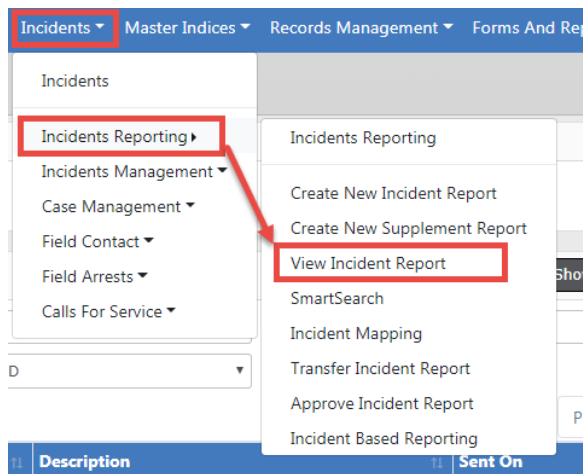 Incidents Master Indices Records Management Forms And Rep
Incidents
Incidents Reporting
Incidents Management
Case Management
Field Contact
Field Arrests
Calls For Service
Incidents Reporting
Create New Incident Report
Create New Supplement Report
View Incident Report
SmartSearch
Incident Mapping
Transfer Incident Report
Approve Incident Report
Incident Based Reporting
Sho
D
P
Description Sent On